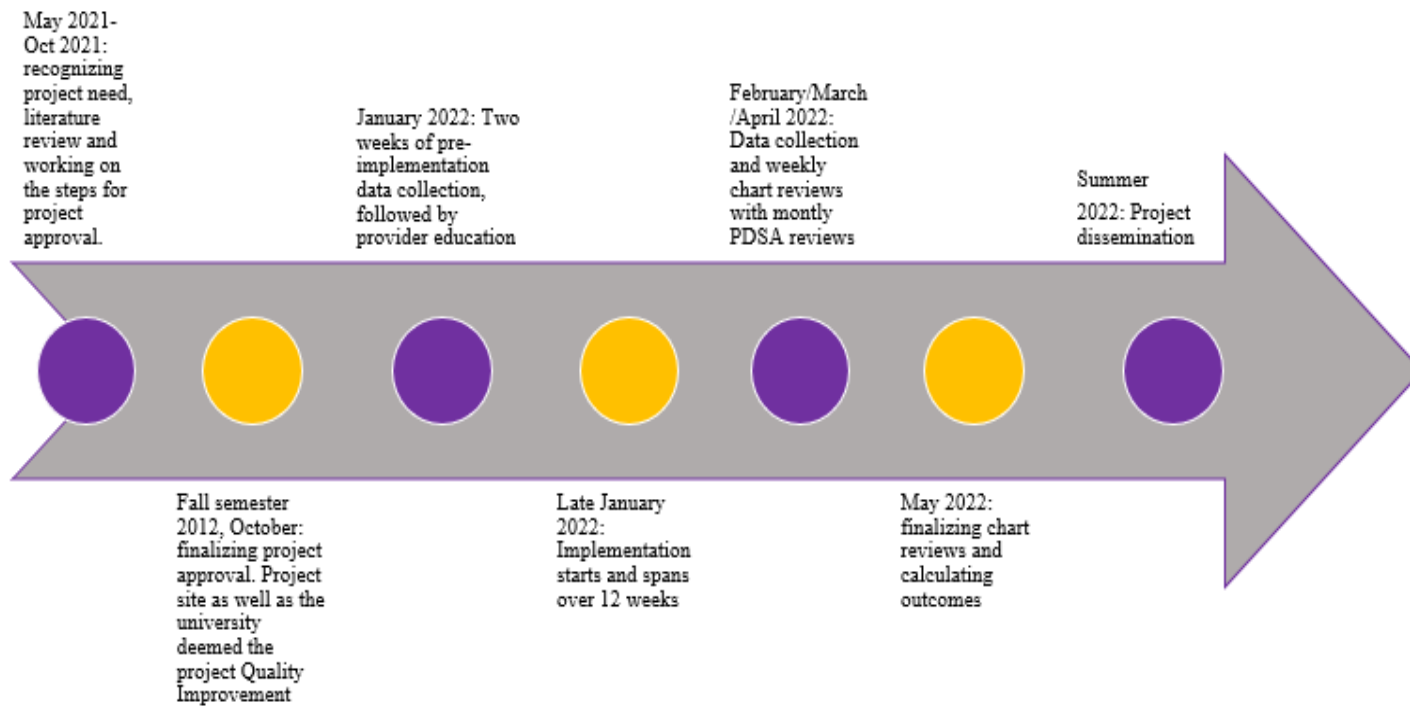 May 2021-
Oct 2021:
recognizing
project need,
literature
review and
working on
the steps for
project
approval.
Fall semester
2012, October:
finalizing project
approval. Project
site as well as the
university
deemed the
project Quality
Improvement
January 2022: Two
weeks of pre-
implementation
data collection,
followed by
provider education
Late January
2022:
Implementation
starts and spans
over 12 weeks
February/March
/April 2022:
Data collection
and weekly
chart reviews
with montly
PDSA reviews
May 2022:
finalizing chart
reviews and
calculating
outcomes
Summer
2022: Project
dissemination